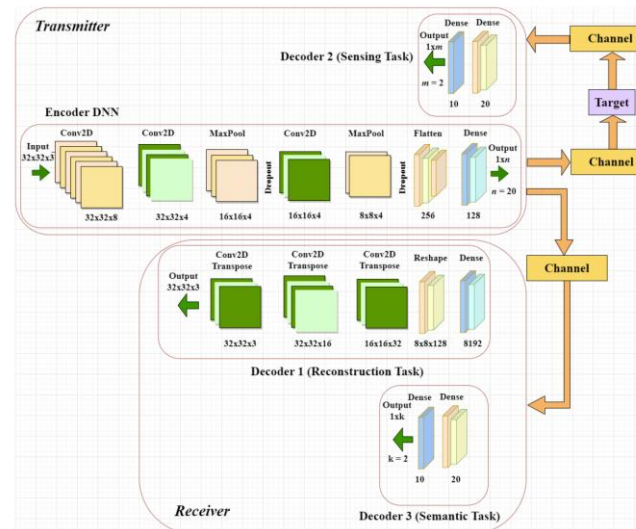 Transmitter
Decoder 2 (Sensing Task)
Output
1xm
m = 2
Dense
Dense
10
20
Channel
Target
Channel
Channel
Encoder DNN
Input
32x32x3
Conv2D
32x32x8
Conv2D
32x32x4
MaxPool
16x16x4
Dropout
Conv2D
16x16x4
MaxPool
8x8x4
Dropout
Flatten
256
Dense
128
Output
1xn
n = 20
Output
32x32x3
Conv2D
Transpose
32x32x3
Conv2D
Transpose
32x32x16
Conv2D
Transpose
16x16x32
Reshape
8x8x128
Dense
8192
Decoder 1 (Reconstruction Task)
Output
1xk
k = 2
Dense
Dense
10
20
Receiver
Decoder 3 (Semantic Task)